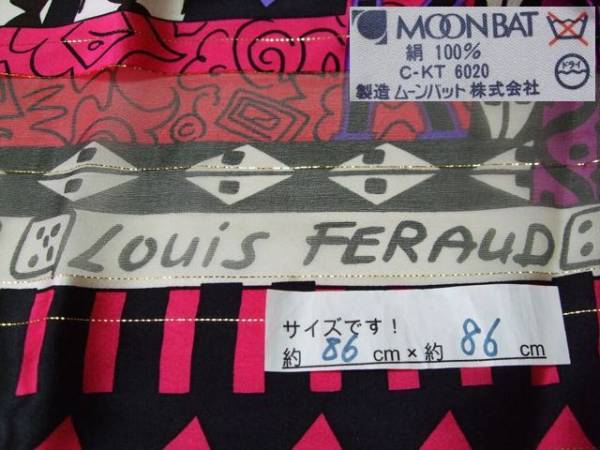 MOONBAT
絹 100%
C-KT 6020
製造 ムーンバット 株式会社
ドライ
Louis FERAUD
サイズです！
約 86 cm × 約 86 cm